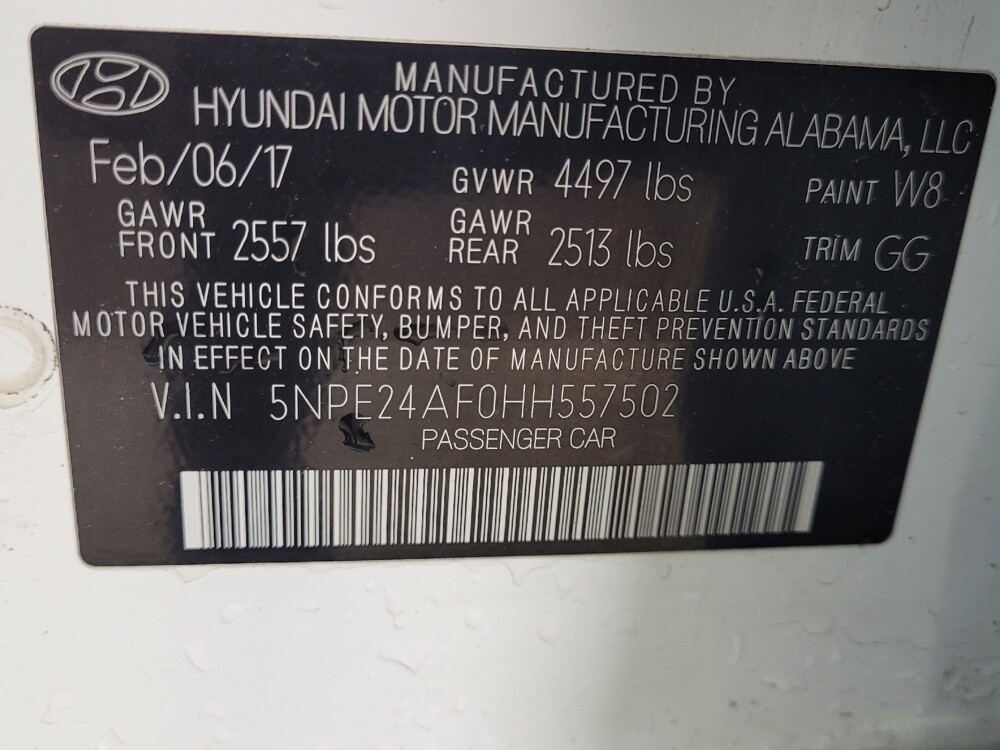 MANUFACTURED BY
HYUNDAI MOTOR MANUFACTURING ALABAMA, LLC
Feb/06/17 GVWR 4497 lbs PAINT W8
GAWR FRONT 2557 lbs GAWR REAR 2513 lbs TRIM GG
THIS VEHICLE CONFORMS TO ALL APPLICABLE U.S.A. FEDERAL
MOTOR VEHICLE SAFETY, BUMPER, AND THEFT PREVENTION STANDARDS
IN EFFECT ON THE DATE OF MANUFACTURE SHOWN ABOVE
V.I.N 5NPE24AF0HH557502
PASSENGER CAR